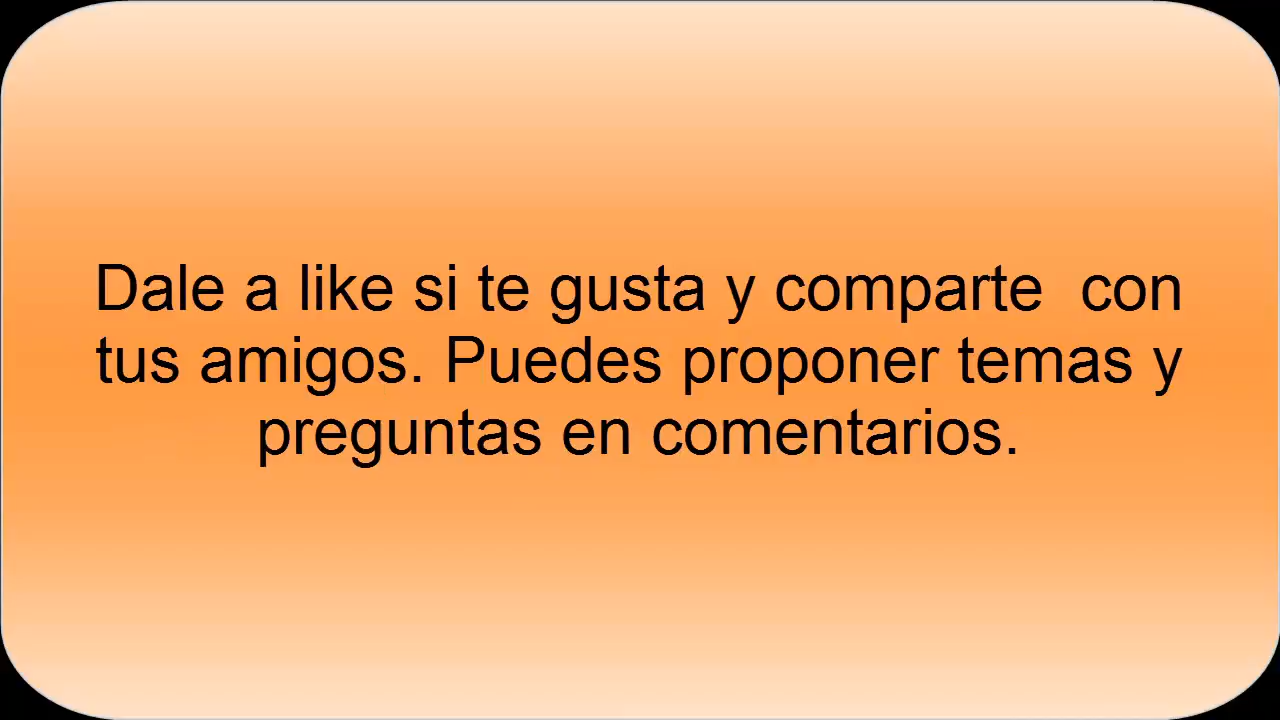 Dale a like si te gusta y comparte  con
tus amigos. Puedes proponer temas y
preguntas en comentarios.